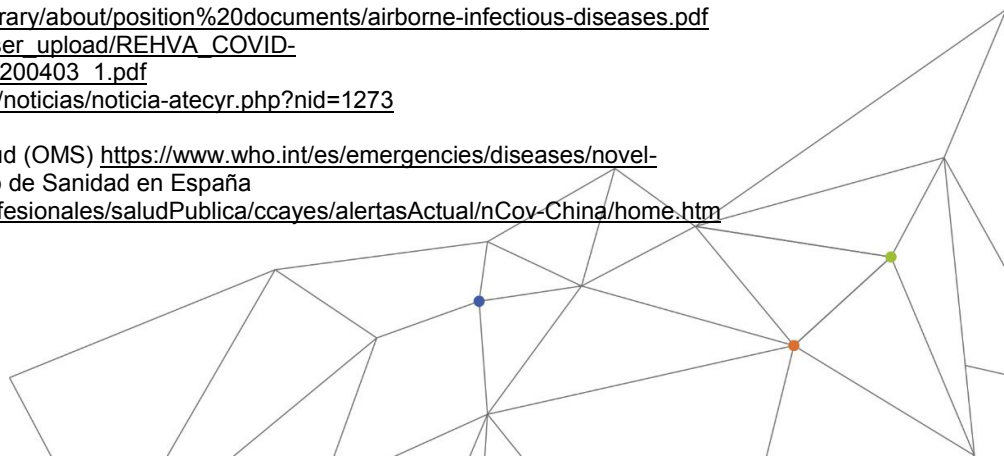 rary/about/position%20documents/airborne-infectious-diseases.pdf
ser_upload/REHVA_COVID-
200403_1.pdf
/noticias/noticia-atecyr.php?nid=1273
ud (OMS) https://www.who.int/es/emergencies/diseases/novel-
o de Sanidad en España
fesionales/saludPublica/ccayes/alertasActual/nCov-China/home.htm